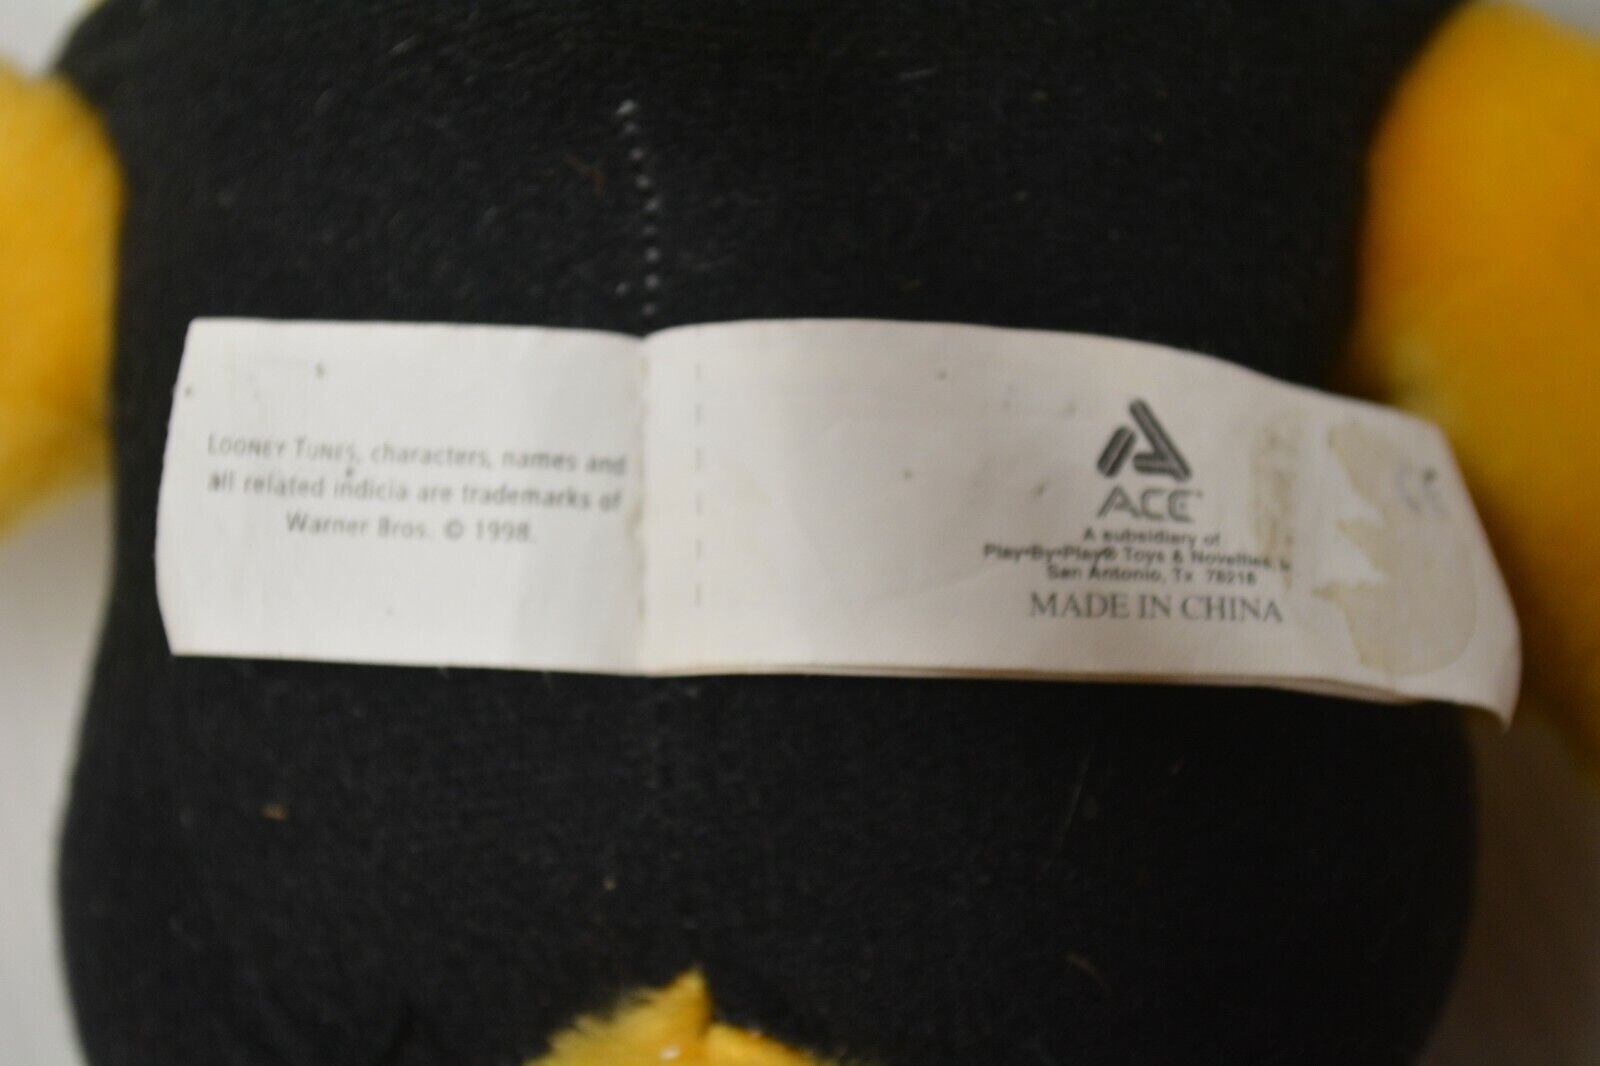 LOONEY TUNES, characters, names and
all related indicia are trademarks of
Warner Bros. © 1998.
ACE
A subsidiary of
Play•By•Play® Toys & Novelties,
San Antonio, Tx 78218
MADE IN CHINA